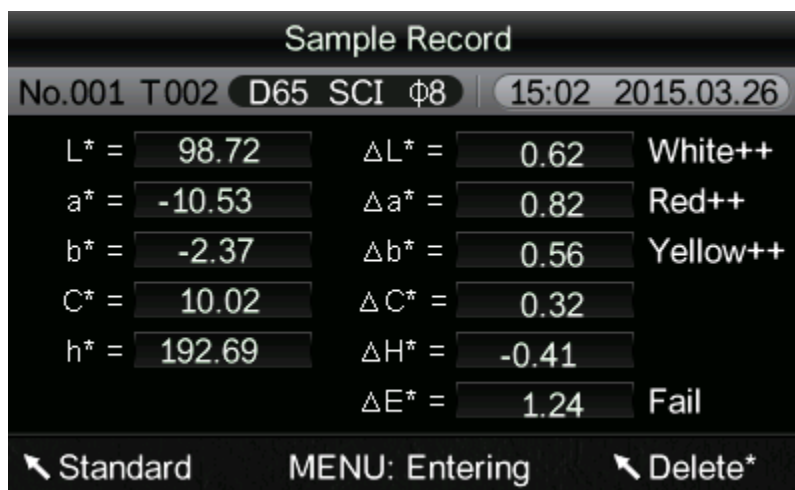 Sample Record
No.001 T002 D65 SCI Φ8 15:02 2015.03.26
L* = 98.72 ΔL* = 0.62 White++
a* = -10.53 Δa* = 0.82 Red++
b* = -2.37 Δb* = 0.56 Yellow++
C* = 10.02 ΔC* = 0.32
h* = 192.69 ΔH* = -0.41
ΔE* = 1.24 Fail
Standard MENU: Entering Delete*